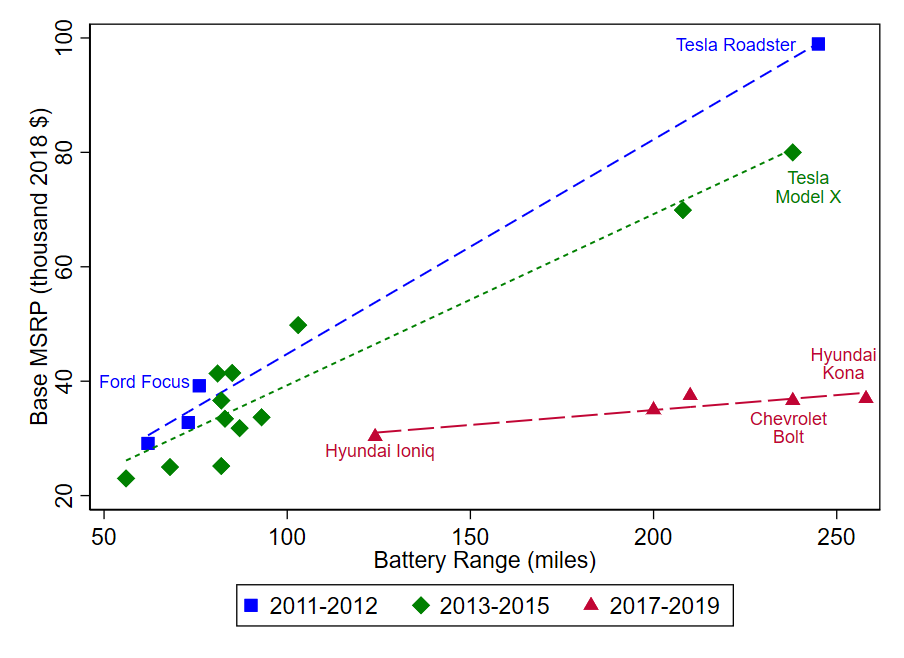 Base MSRP (thousand 2018 $)
100
80
60
40
20
Tesla Roadster
Tesla
Model X
Ford Focus
Hyundai
Kona
Chevrolet
Bolt
Hyundai Ioniq
50
100
150
200
250
Battery Range (miles)
2011-2012
2013-2015
2017-2019